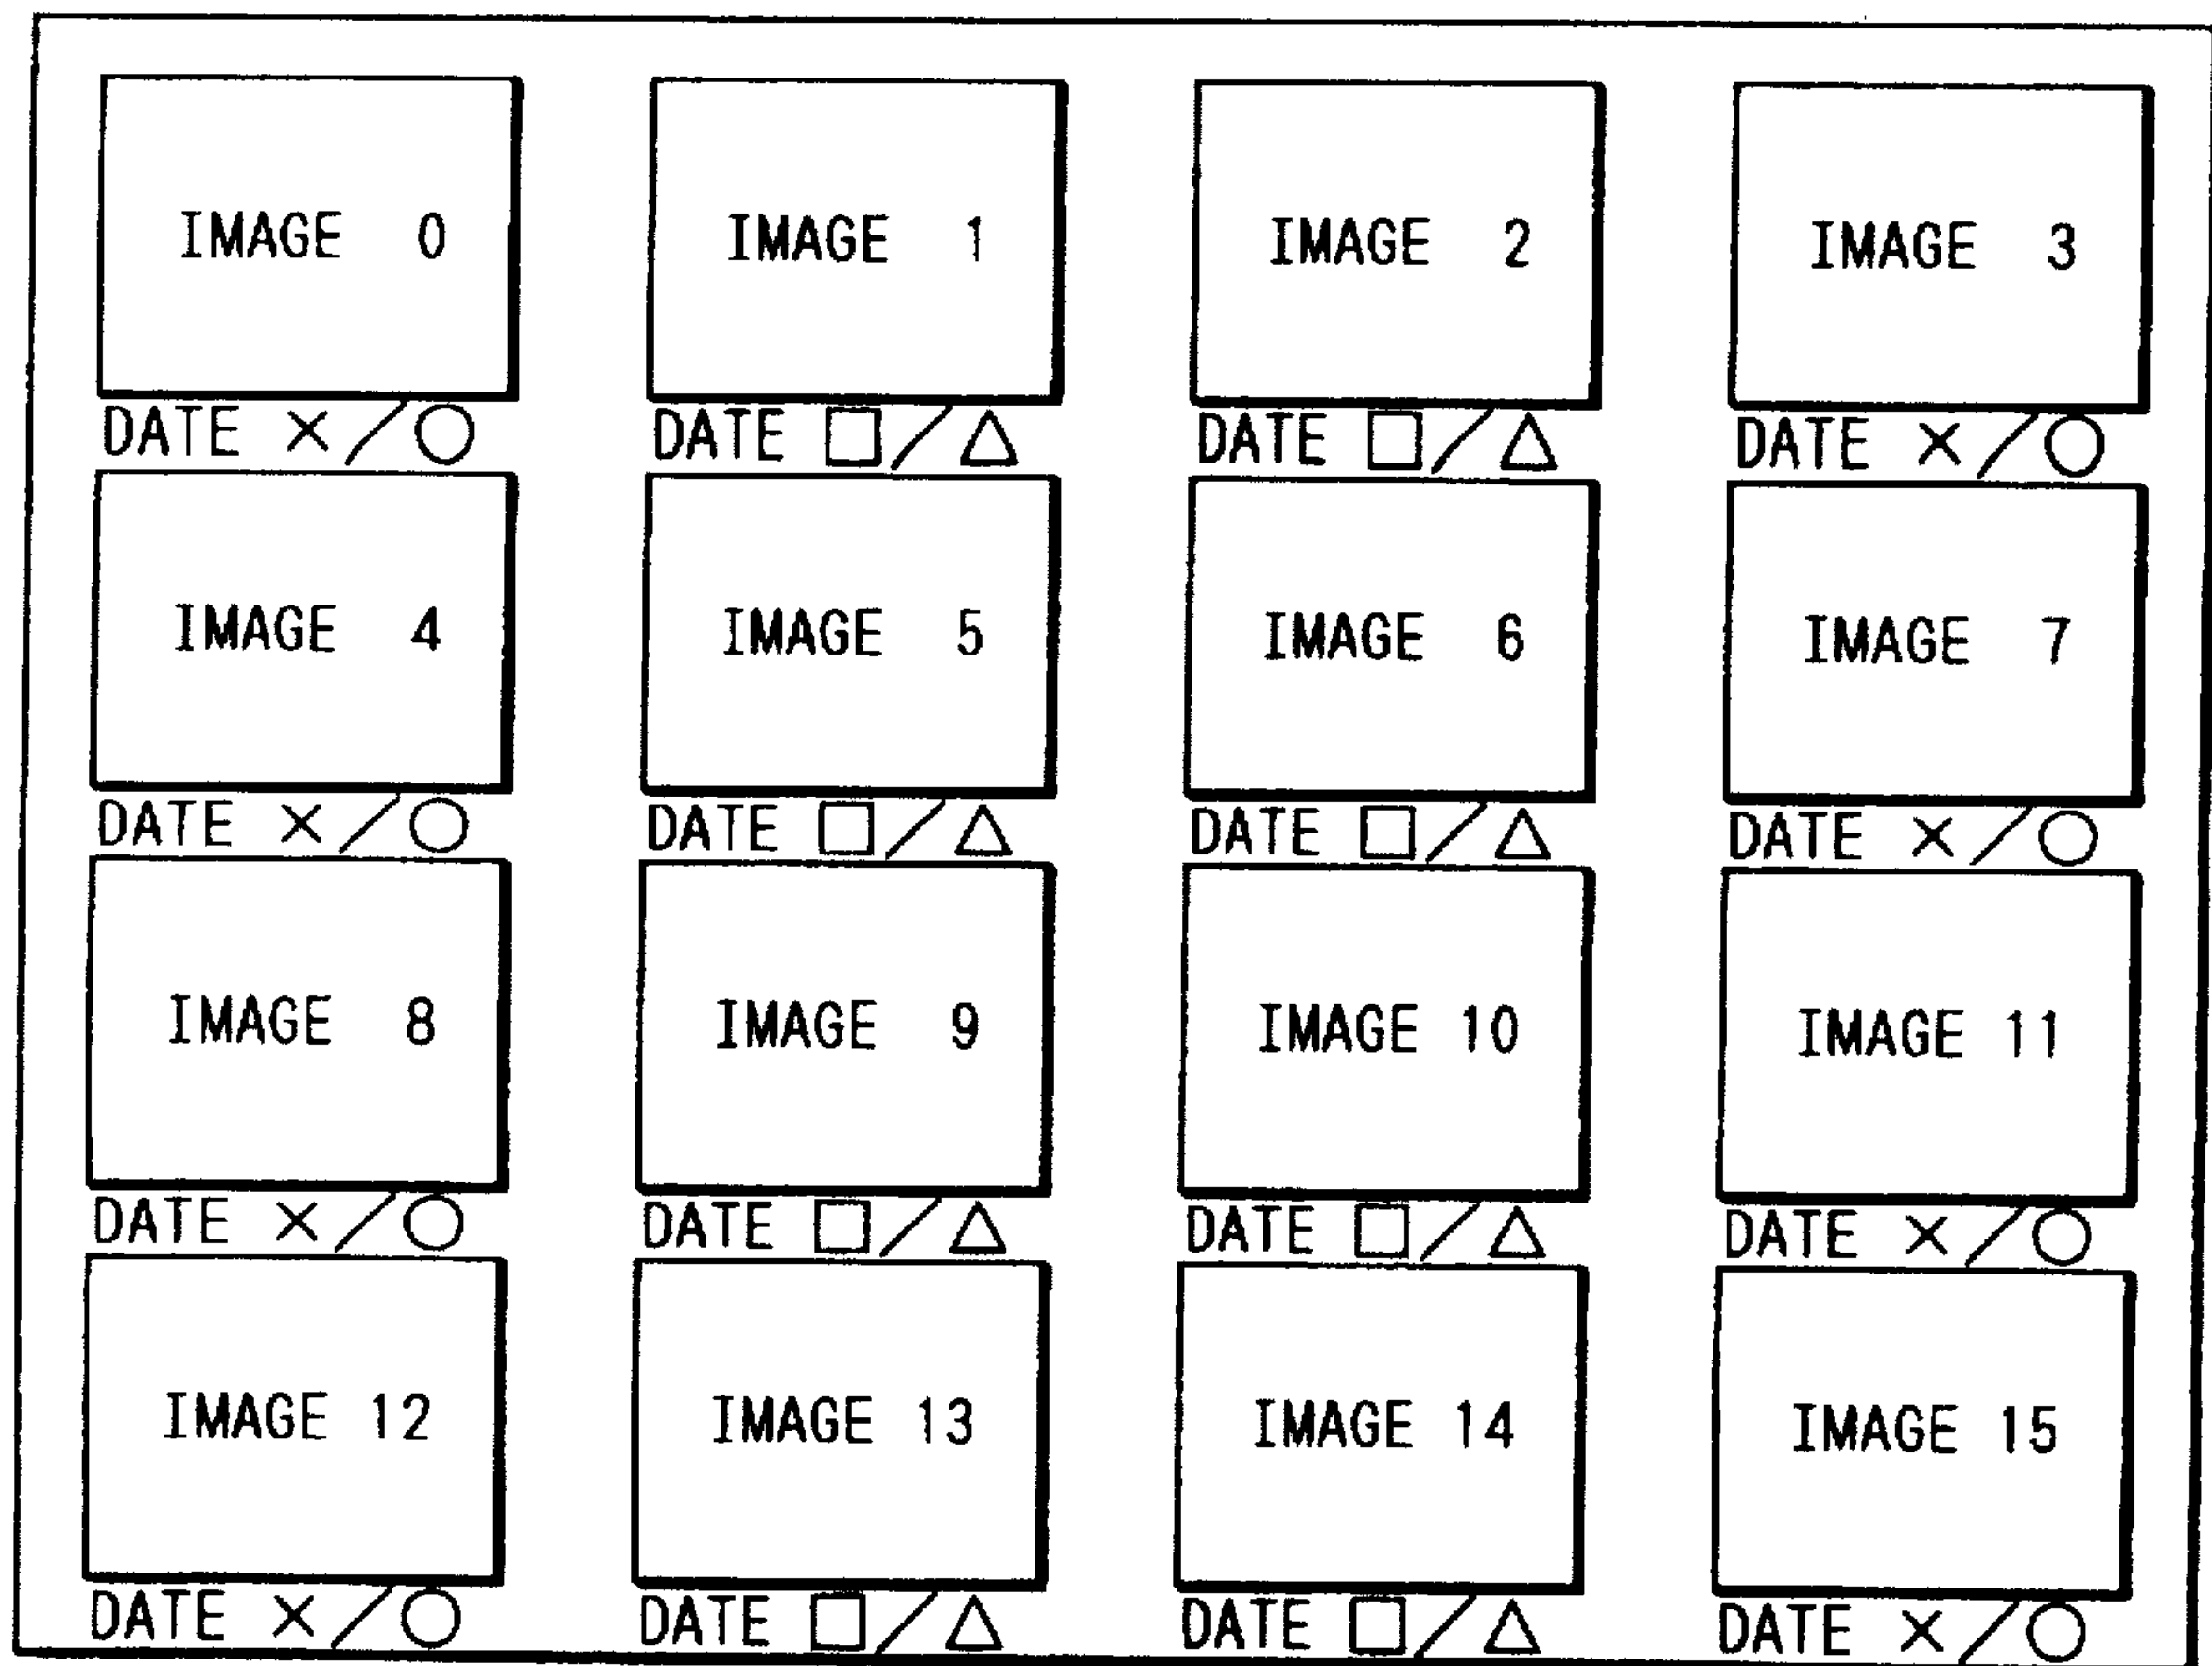 IMAGE 0 IMAGE 1 IMAGE 2 IMAGE 3
DATE ×/○ DATE □/△ DATE □/△ DATE ×/○
IMAGE 4 IMAGE 5 IMAGE 6 IMAGE 7
DATE ×/○ DATE □/△ DATE □/△ DATE ×/○
IMAGE 8 IMAGE 9 IMAGE 10 IMAGE 11
DATE ×/○ DATE □/△ DATE □/△ DATE ×/○
IMAGE 12 IMAGE 13 IMAGE 14 IMAGE 15
DATE ×/○ DATE □/△ DATE □/△ DATE ×/○